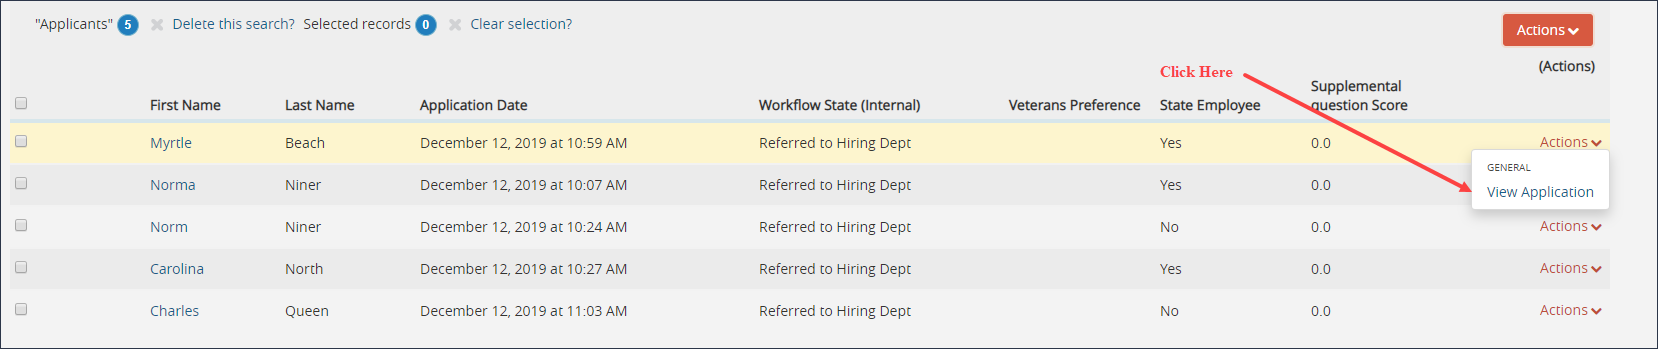 "Applicants" 5 Delete this search? Selected records 0 Clear selection? Actions
(Actions)
Click Here
First Name Last Name Application Date Workflow State (Internal) Veterans Preference State Employee Supplemental question Score
Myrtle Beach December 12, 2019 at 10:59 AM Referred to Hiring Dept Yes 0.0 Actions
GENERAL
View Application
Norma Niner December 12, 2019 at 10:07 AM Referred to Hiring Dept Yes 0.0
Norm Niner December 12, 2019 at 10:24 AM Referred to Hiring Dept No 0.0 Actions
Carolina North December 12, 2019 at 10:27 AM Referred to Hiring Dept Yes 0.0 Actions
Charles Queen December 12, 2019 at 11:03 AM Referred to Hiring Dept No 0.0 Actions